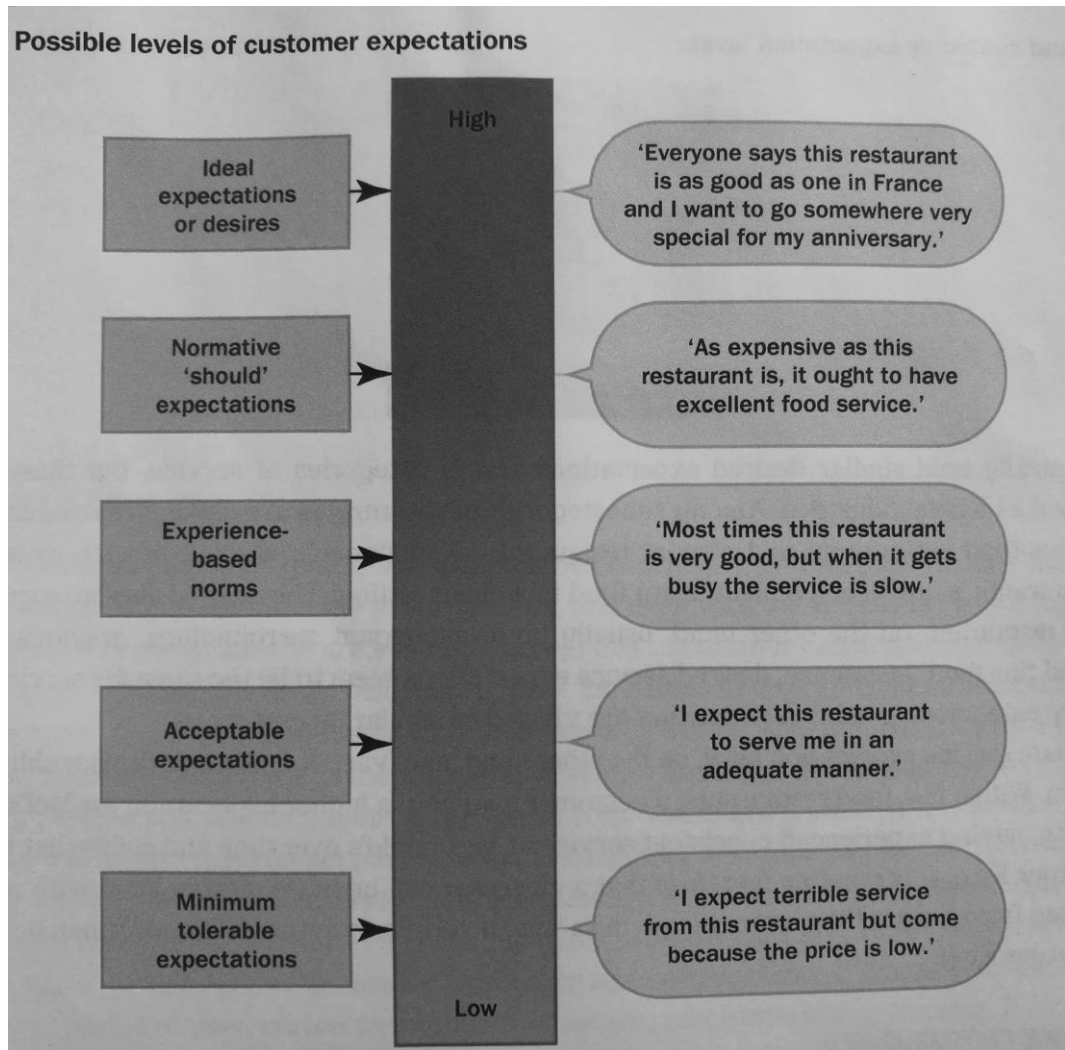 Possible levels of customer expectations
High
Ideal
expectations
or desires
'Everyone says this restaurant
is as good as one in France
and I want to go somewhere very
special for my anniversary.'
Normative
'should'
expectations
'As expensive as this
restaurant is, it ought to have
excellent food service.'
Experience-
based
norms
'Most times this restaurant
is very good, but when it gets
busy the service is slow.'
Acceptable
expectations
'I expect this restaurant
to serve me in an
adequate manner.'
Minimum
tolerable
expectations
'I expect terrible service
from this restaurant but come
because the price is low.'
Low